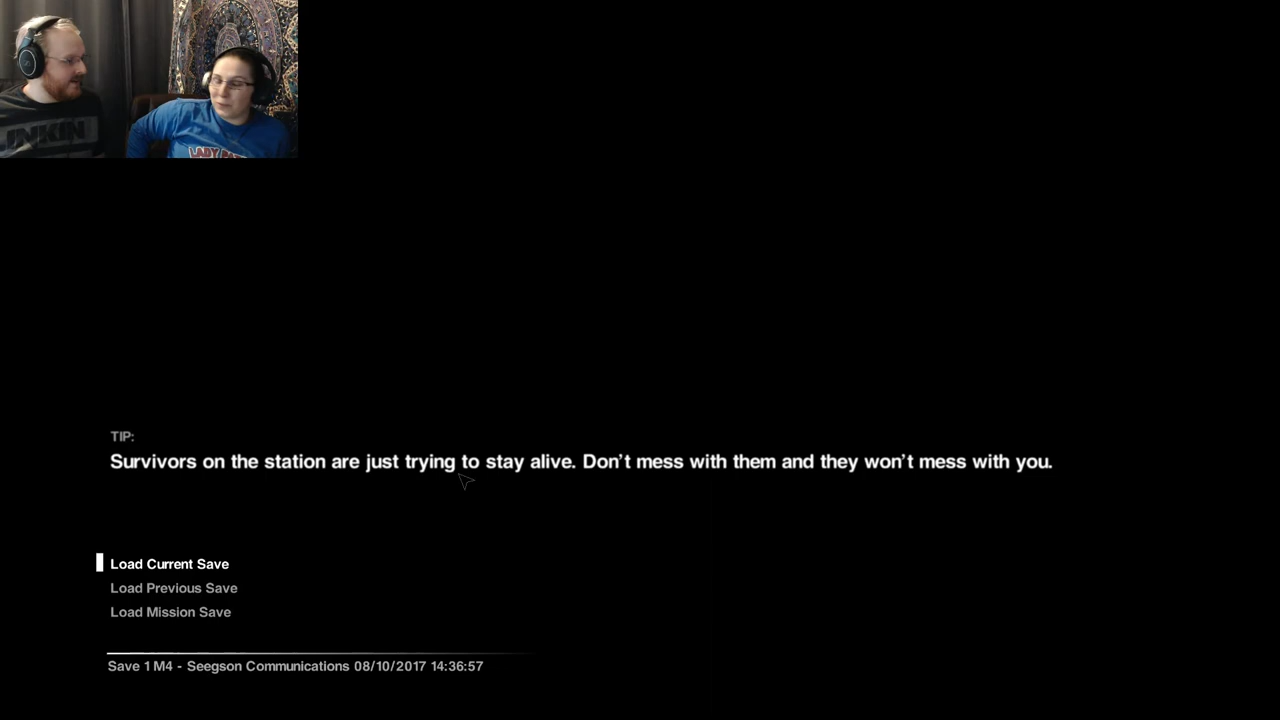 INKIN
LADY
TIP:
Survivors on the station are just trying to stay alive. Don't mess with them and they won't mess with you.
Load Current Save
Load Previous Save
Load Mission Save
Save 1 M4 - Seegson Communications 08/10/2017 14:36:57